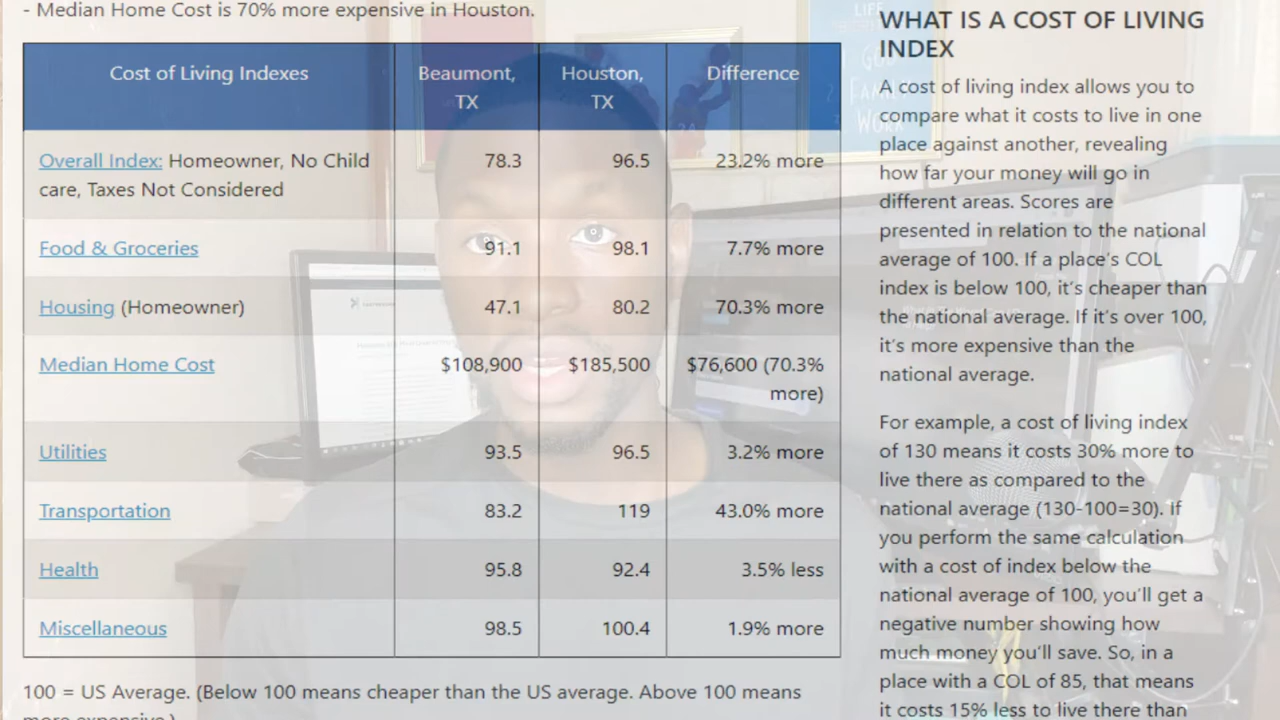 - Median Home Cost is 70% more expensive in Houston.
Cost of Living Indexes
Beaumont,
TX
Houston,
TX
Difference
Overall Index: Homeowner, No Child
care, Taxes Not Considered
78.3
96.5
23.2% more
Food & Groceries
91.1
98.1
7.7% more
Housing (Homeowner)
47.1
80.2
70.3% more
Median Home Cost
$108,900
$185,500
$76,600 (70.3%
more)
Utilities
93.5
96.5
3.2% more
Transportation
83.2
119
43.0% more
Health
95.8
92.4
3.5% less
Miscellaneous
98.5
100.4
1.9% more
100 = US Average. (Below 100 means cheaper than the US average. Above 100 means
more expensive.)
WHAT IS A COST OF LIVING
INDEX
A cost of living index allows you to
compare what it costs to live in one
place against another, revealing
how far your money will go in
different areas. Scores are
presented in relation to the national
average of 100. If a place's COL
index is below 100, it's cheaper than
the national average. If it's over 100,
it's more expensive than the
national average.
For example, a cost of living index
of 130 means it costs 30% more to
live there as compared to the
national average (130-100=30). If
you perform the same calculation
with a cost of index below the
national average of 100, you'll get a
negative number showing how
much money you'll save. So, in a
place with a COL of 85, that means
it costs 15% less to live there than
LIFE
GOD
FAMILY
WORK